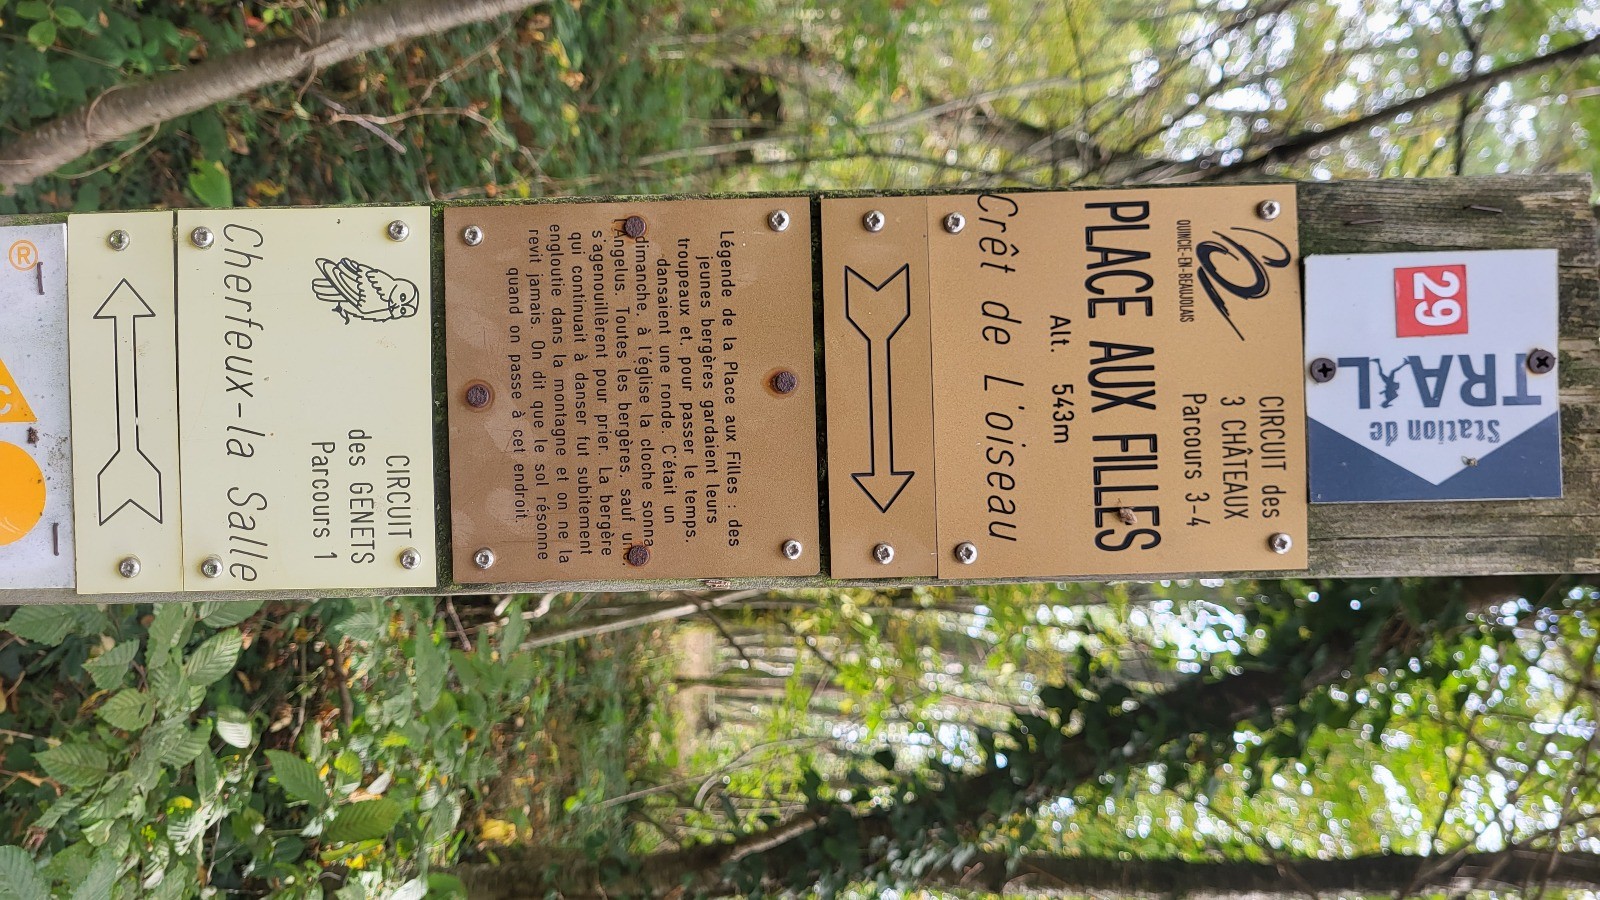 Station de
TRAIL
29
QUINCIÉ-EN-BEAUJOLAIS
CIRCUIT des
3 CHÂTEAUX
Parcours 3-4
PLACE AUX FILLES
Alt. 543m
Crêt de L'oiseau
Légende de la Place aux Filles : des
jeunes bergères gardaient leurs
troupeaux et, pour passer le temps,
dansaient une ronde. C'était un
dimanche, à l'église la cloche sonna
l'Angelus. Toutes les bergères, sauf une
s'agenouillèrent pour prier. La bergère
qui continuait à danser fut subitement
engloutie dans la montagne et on ne la
revit jamais. On dit que le sol résonne
quand on passe à cet endroit.
CIRCUIT
des GENETS
Parcours 1
Cherfeux-la Salle
®
C